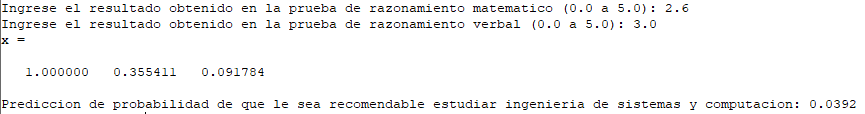 Ingrese el resultado obtenido en la prueba de razonamiento matematico (0.0 a 5.0): 2.6
Ingrese el resultado obtenido en la prueba de razonamiento verbal (0.0 a 5.0): 3.0
x =
1.000000 0.355411 0.091784
Prediccion de probabilidad de que le sea recomendable estudiar ingenieria de sistemas y computacion: 0.0392